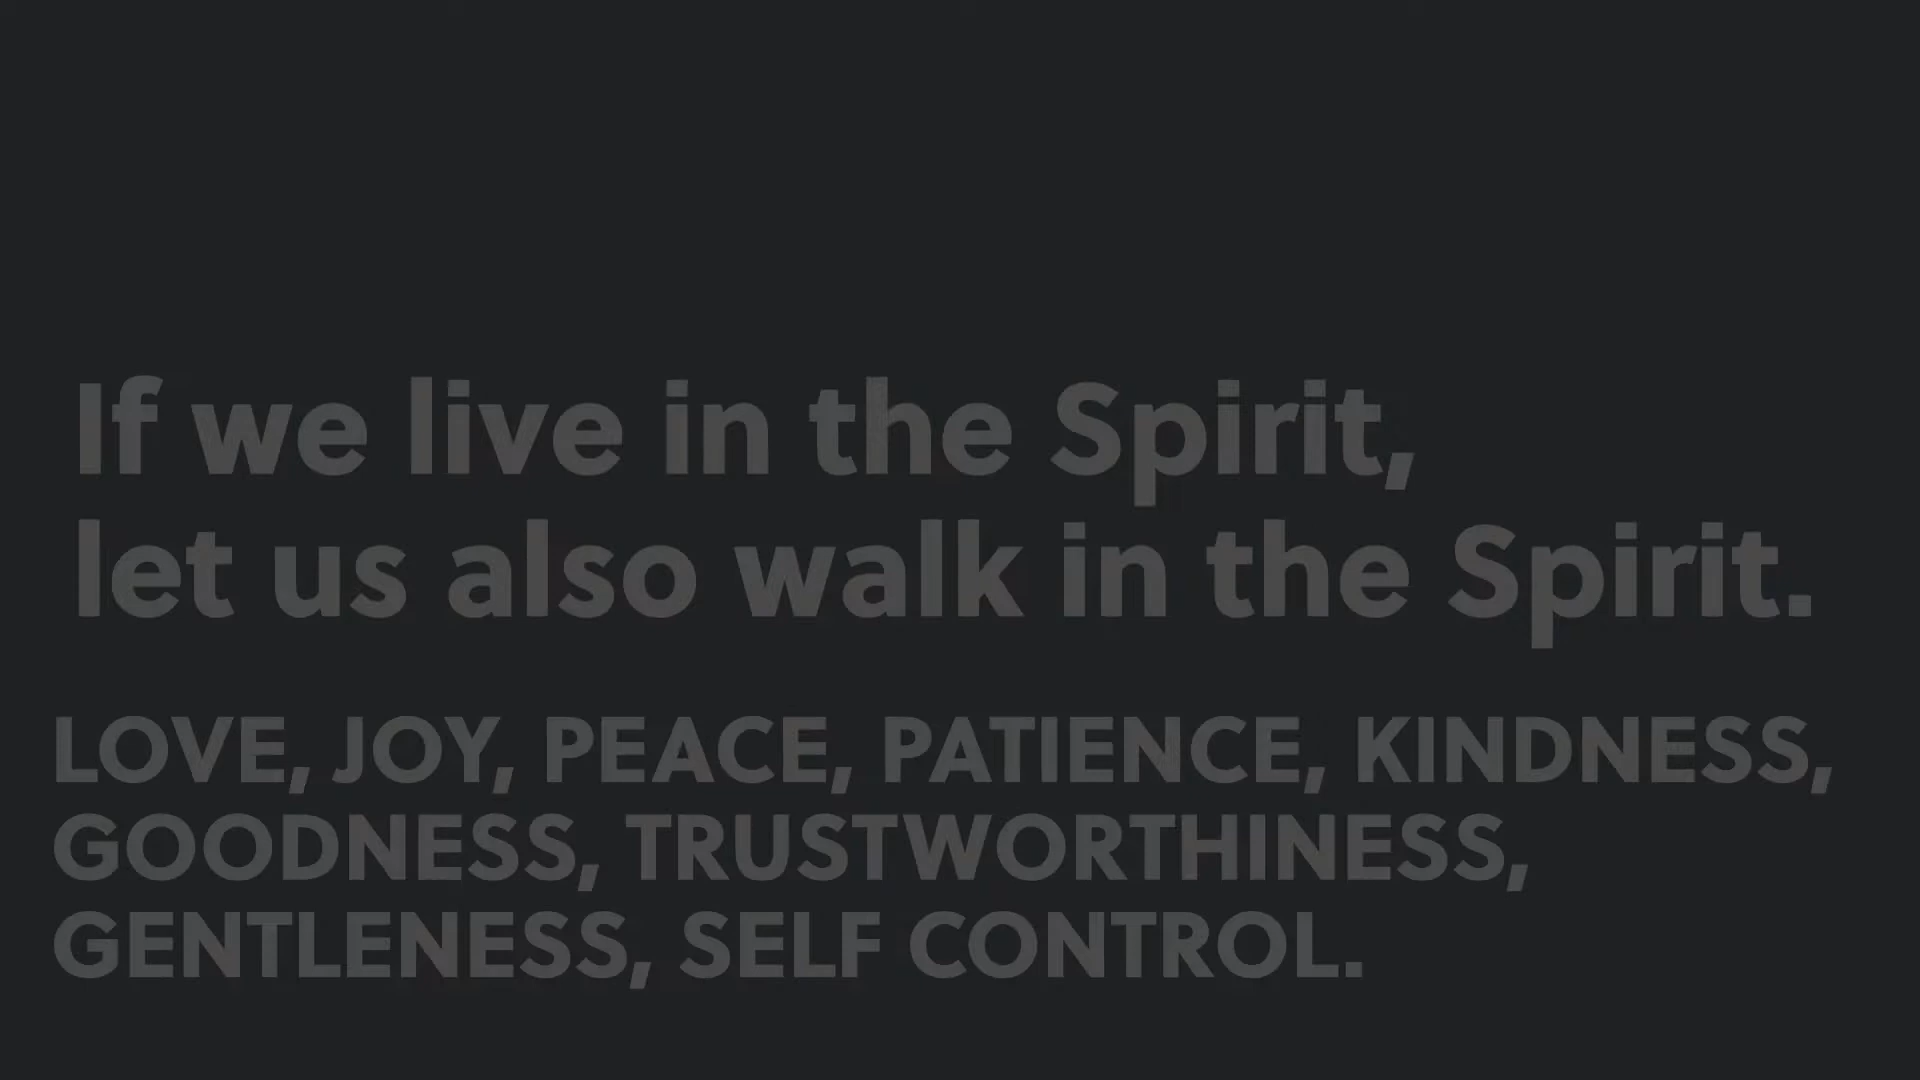 If we live in the Spirit,
let us also walk in the Spirit.
LOVE, JOY, PEACE, PATIENCE, KINDNESS,
GOODNESS, TRUSTWORTHINESS,
GENTLENESS, SELF CONTROL.